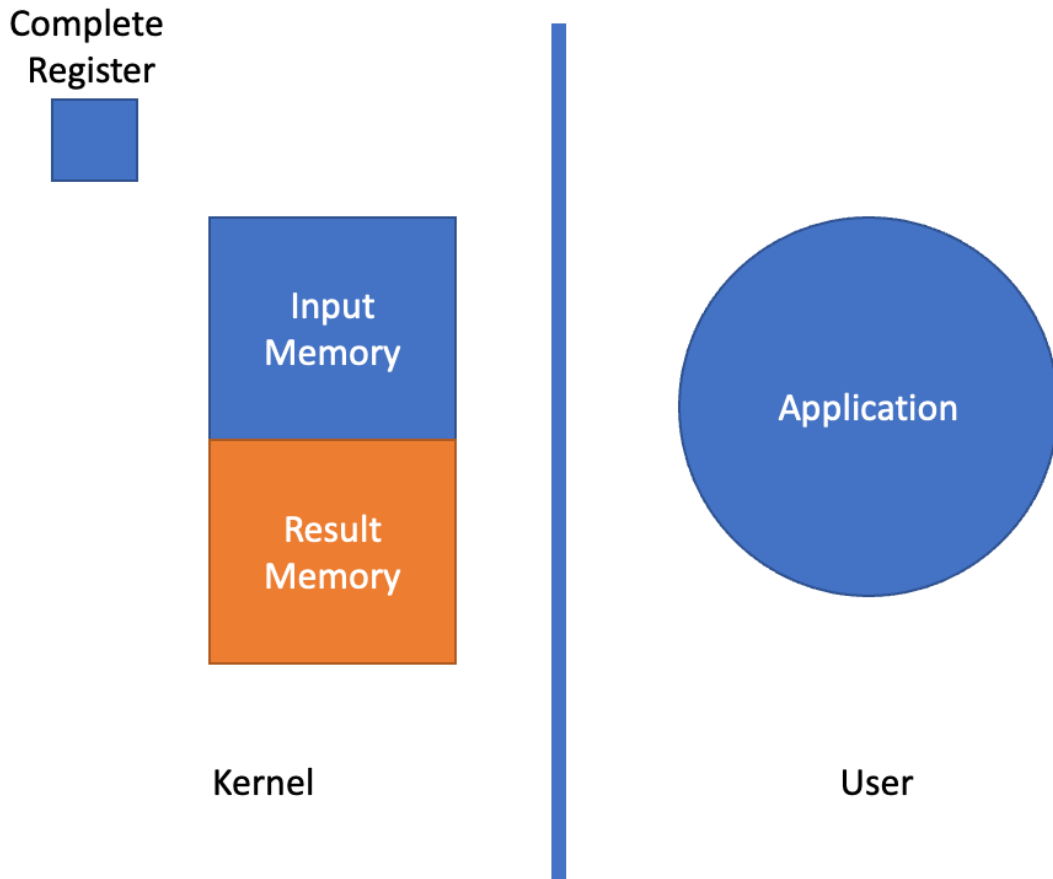 Complete
Register
Input
Memory
Application
Result
Memory
Kernel
User